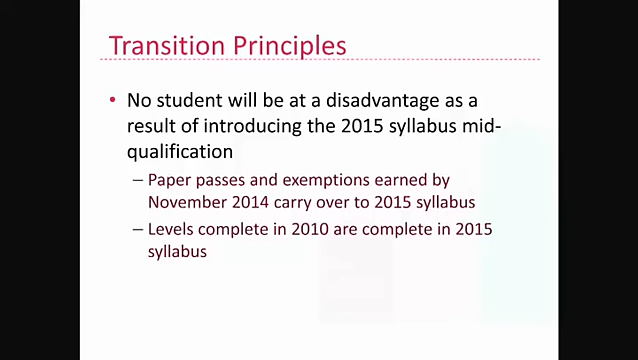 Transition Principles
• No student will be at a disadvantage as a
result of introducing the 2015 syllabus mid-
qualification
– Paper passes and exemptions earned by
November 2014 carry over to 2015 syllabus
– Levels complete in 2010 are complete in 2015
syllabus